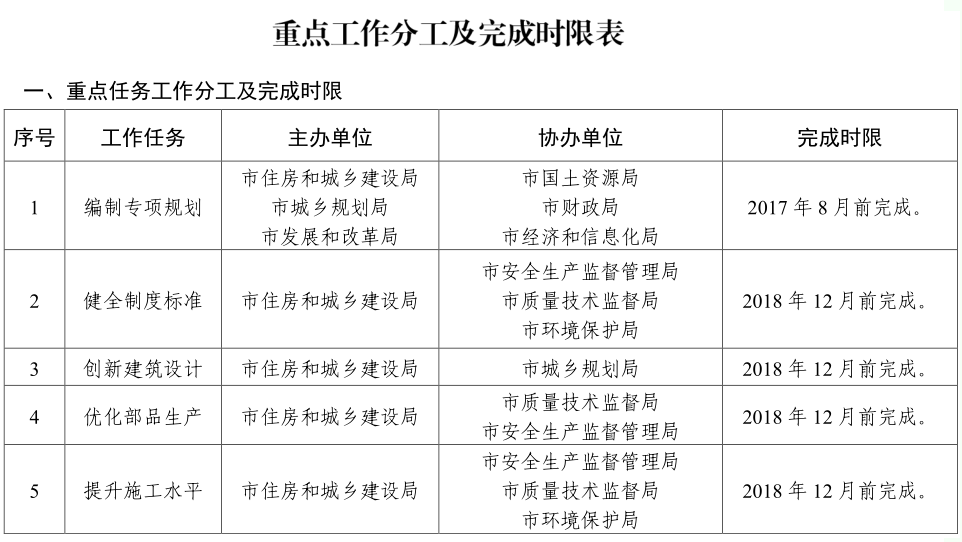 重点工作分工及完成时限表
一、重点任务工作分工及完成时限
序号 工作任务 主办单位 协办单位 完成时限
1 编制专项规划 市住房和城乡建设局 市城乡规划局 市发展和改革局 市国土资源局 市财政局 市经济和信息化局 2017年8月前完成。
2 健全制度标准 市住房和城乡建设局 市安全生产监督管理局 市质量技术监督局 市环境保护局 2018年12月前完成。
3 创新建筑设计 市住房和城乡建设局 市城乡规划局 2018年12月前完成。
4 优化部品生产 市住房和城乡建设局 市质量技术监督局 市安全生产监督管理局 2018年12月前完成。
5 提升施工水平 市住房和城乡建设局 市安全生产监督管理局 市质量技术监督局 市环境保护局 2018年12月前完成。